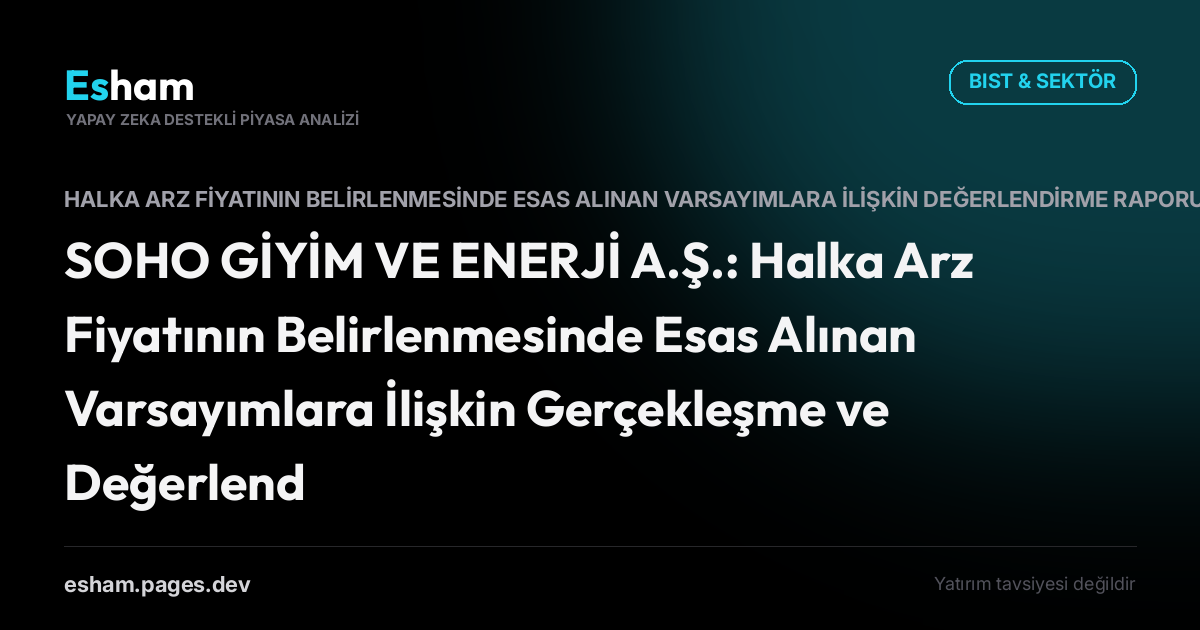 Esham
BIST & SEKTÖR
YAPAY ZEKA DESTEKLİ PİYASA ANALİZİ
HALKA ARZ FİYATININ BELİRLENMESİNDE ESAS ALINAN VARSAYIMLARA İLİŞKİN DEĞERLENDİRME RAPORU
SOHO GİYİM VE ENERJİ A.Ş.: Halka Arz
Fiyatının Belirlenmesinde Esas Alınan
Varsayımlara İlişkin Gerçekleşme ve
Değerlend
esham.pages.dev
Yatırım tavsiyesi değildir